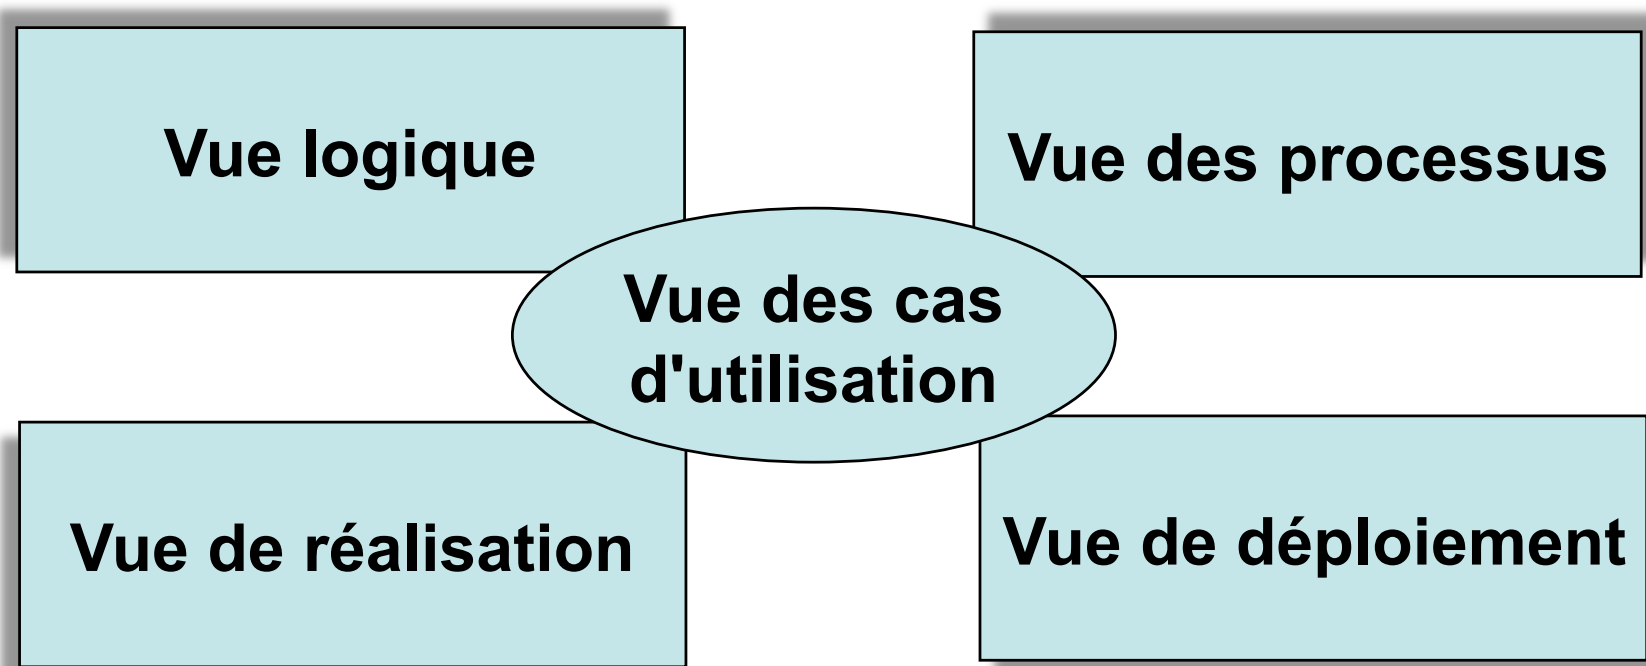 Vue logique
Vue des processus
Vue des cas
d'utilisation
Vue de réalisation
Vue de déploiement